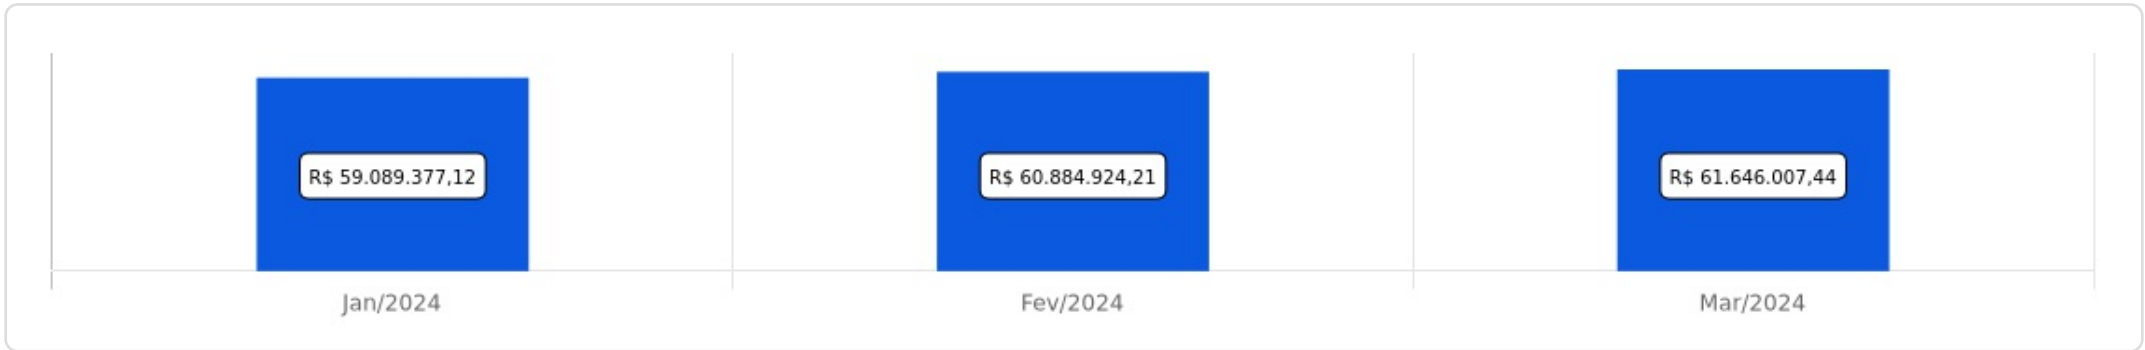 R$ 59.089.377,12
R$ 60.884.924,21
R$ 61.646.007,44
Jan/2024
Fev/2024
Mar/2024